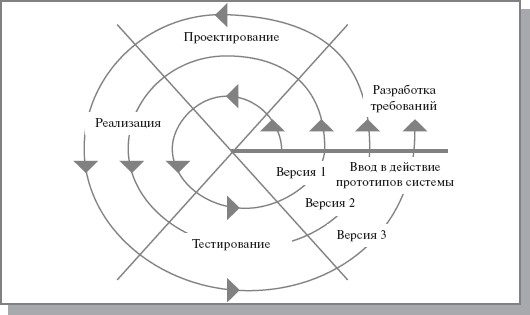 Проектирование
Разработка
требований
Реализация
Версия 1
Ввод в действие
прототипов системы
Версия 2
Версия 3
Тестирование